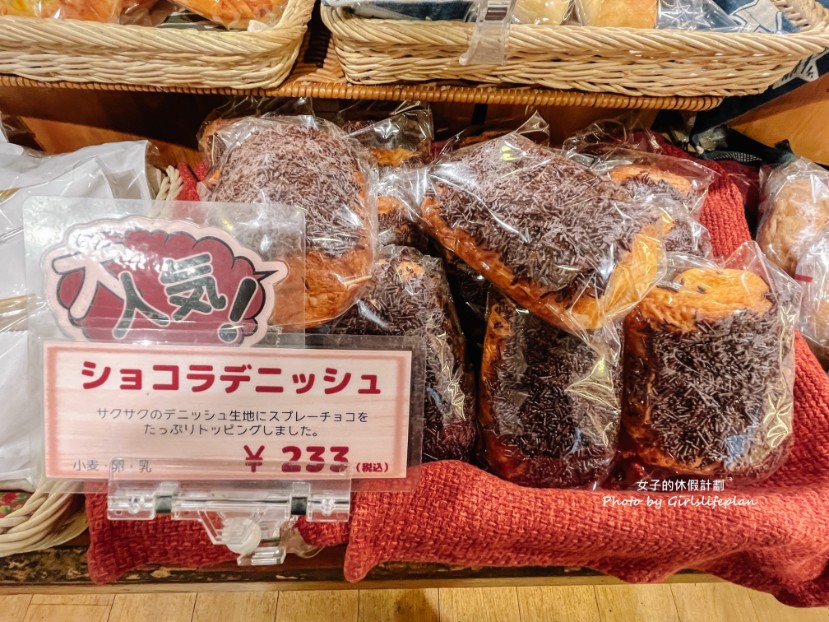 大人気!
ショコラデニッシュ
サクサクのデニッシュ生地にスプレーチョコを
たっぷりトッピングしました。
小麦・卵・乳
¥ 233 (税込)
女子的休假計劃
Photo by Girlslifeplan